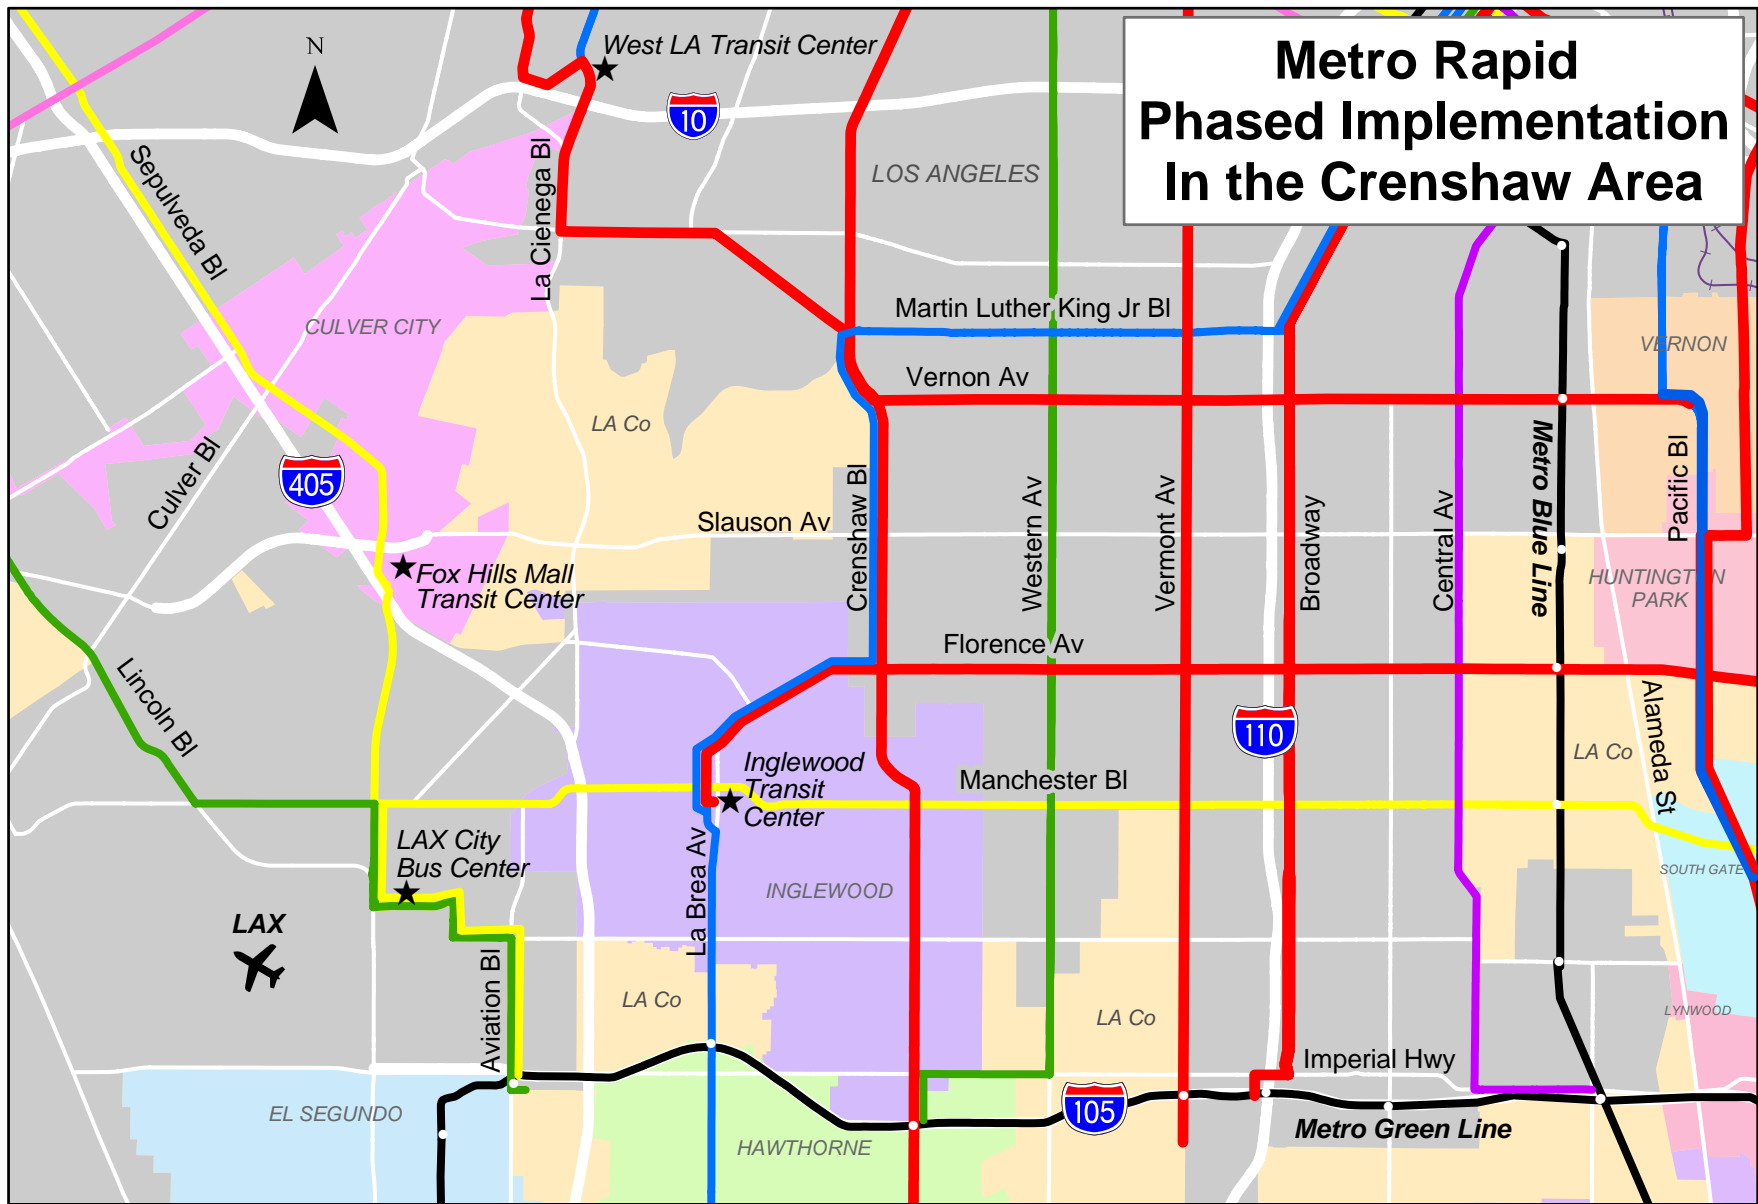 Metro Rapid
Phased Implementation
In the Crenshaw Area
N
West LA Transit Center
10
LOS ANGELES
Sepulveda Bl
La Cienega Bl
CULVER CITY
Martin Luther King Jr Bl
VERNON
Vernon Av
LA Co
Culver Bl
405
Slauson Av
Crenshaw Bl
Western Av
Vermont Av
Broadway
Central Av
Metro Blue Line
Pacific Bl
Fox Hills Mall
Transit Center
HUNTINGTON
PARK
Florence Av
Lincoln Bl
110
Alameda St
LA Co
Inglewood
Transit
Center
Manchester Bl
LAX City
Bus Center
La Brea Av
INGLEWOOD
SOUTH GATE
LAX
Aviation Bl
LA Co
LA Co
LYNWOOD
Imperial Hwy
EL SEGUNDO
105
HAWTHORNE
Metro Green Line